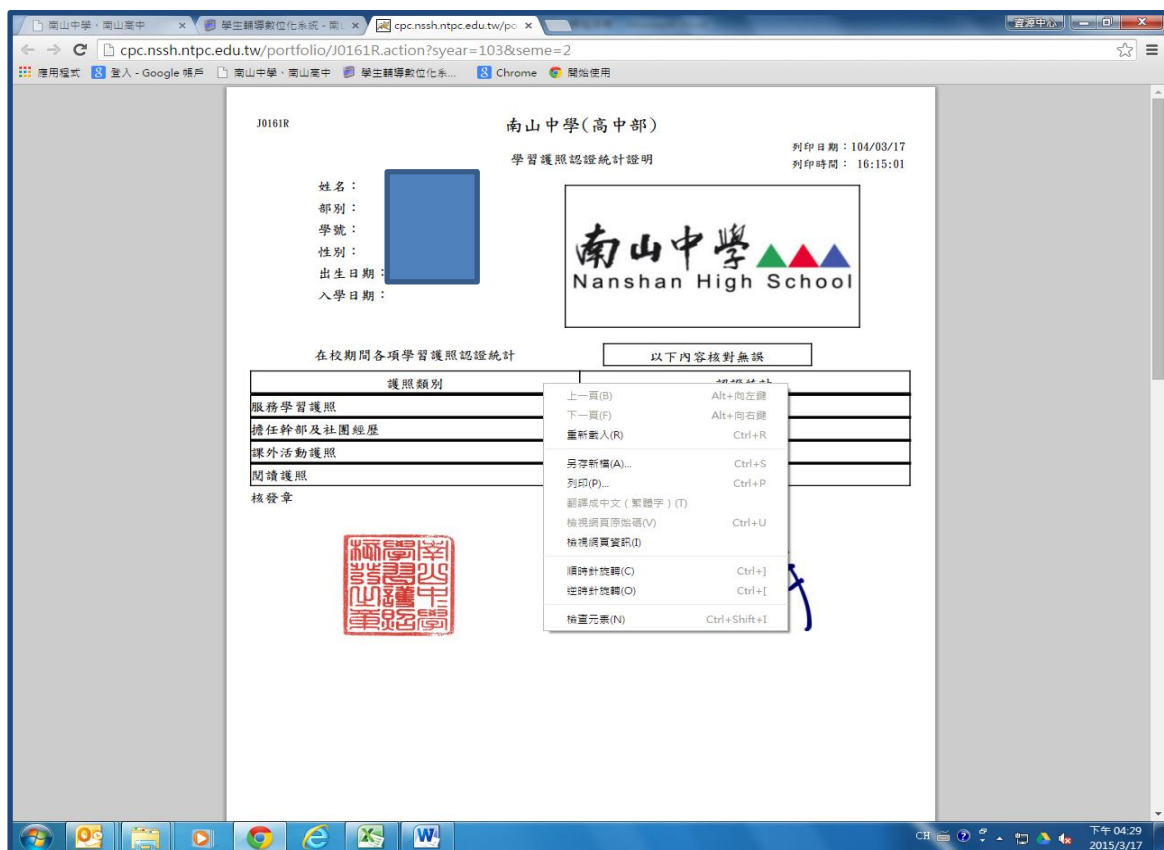 南山中學、南山高中
學生輔導數位化系統 - 南山
cpc.nssh.ntpc.edu.tw/po
資源中心
cpc.nssh.ntpc.edu.tw/portfolio/J0161R.action?syear=103&seme=2
應用程式 登入 - Google 帳戶 南山中學、南山高中 學生輔導數位化系... Chrome 開始使用
J0161R
南山中學(高中部)
列印日期：104/03/17
學習護照認證統計證明
列印時間： 16:15:01
姓名：
部別：
學號：
性別：
出生日期：
入學日期：
南山中學
Nanshan High School
在校期間各項學習護照認證統計 以下內容核對無誤
護照類別
服務學習護照
擔任幹部及社團經歷
課外活動護照
閱讀護照
核發章
南山中學
學習護照
核發之章
上一頁(B) Alt+向左鍵
下一頁(F) Alt+向右鍵
重新載入(R) Ctrl+R
另存新檔(A)... Ctrl+S
列印(P)... Ctrl+P
翻譯成中文（繁體字）(T)
檢視網頁原始碼(V) Ctrl+U
檢視網頁資訊(I)
順時針旋轉(C) Ctrl+]
逆時針旋轉(O) Ctrl+[
檢查元素(N) Ctrl+Shift+I
CH
下午 04:29
2015/3/17